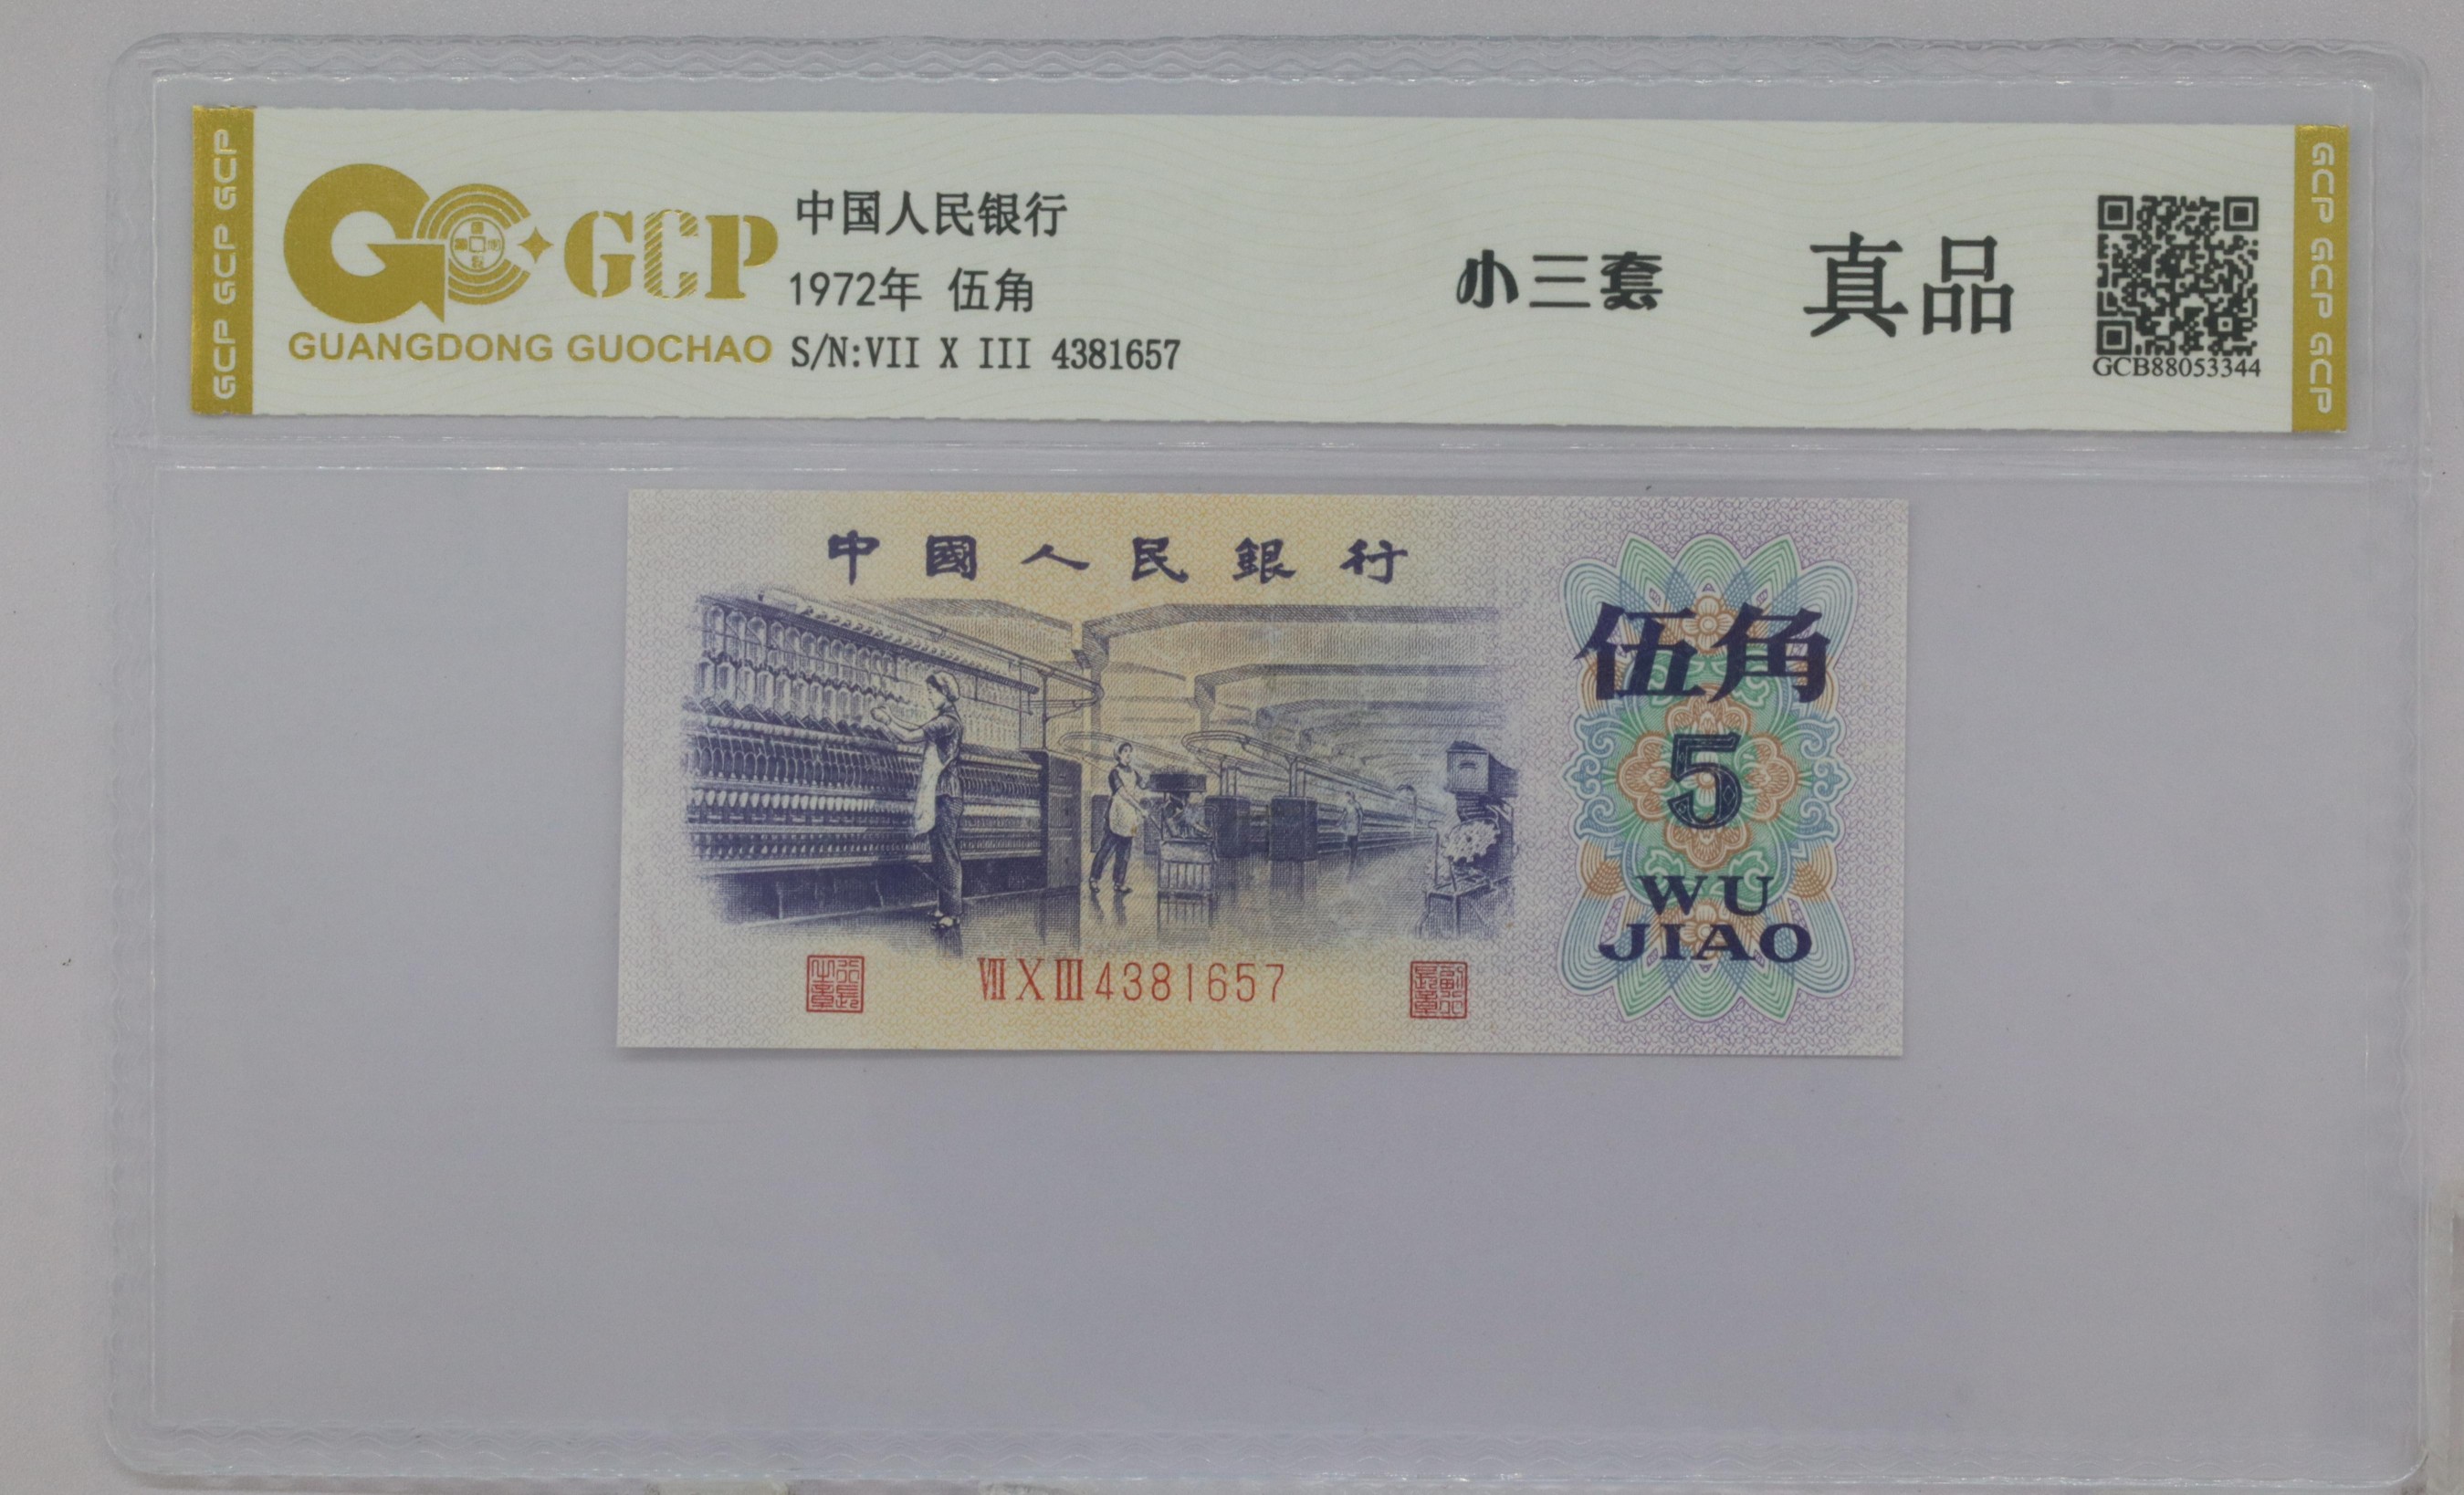 GCP GCP GCP
GCP
GUANGDONG GUOCHAO
中国人民银行
1972年 伍角
S/N:VII X III 4381657
小三套
真品
GCB88053344
GCP GCP GCP
中國人民銀行
伍角
5
WU
JIAO
VII X III 4381657